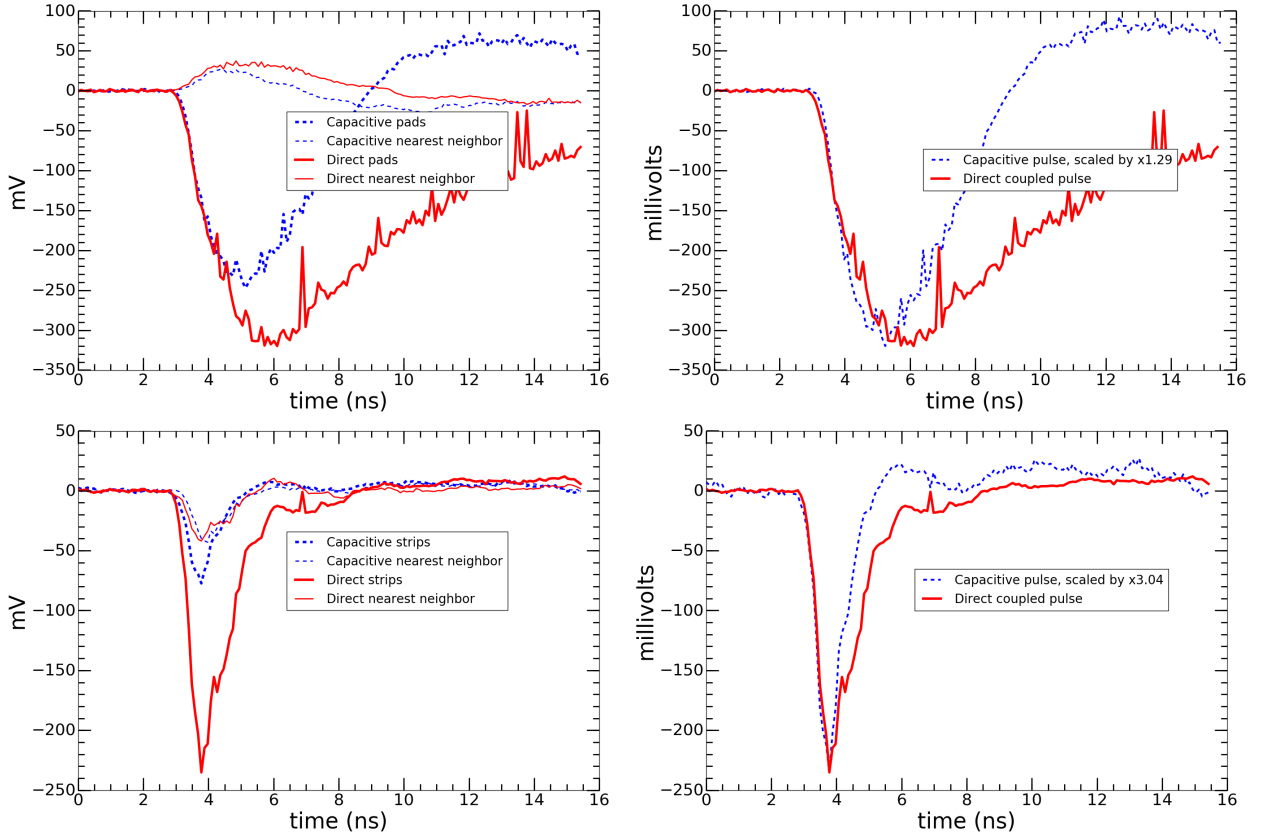 100
50
0
−50
−100
−150
−200
−250
−300
−350
mV
0 2 4 6 8 10 12 14 16
time (ns)
Capacitive pads
Capacitive nearest neighbor
Direct pads
Direct nearest neighbor
100
50
0
−50
−100
−150
−200
−250
−300
−350
millivolts
0 2 4 6 8 10 12 14 16
time (ns)
Capacitive pulse, scaled by x1.29
Direct coupled pulse
50
0
−50
−100
−150
−200
−250
mV
0 2 4 6 8 10 12 14 16
time (ns)
Capacitive strips
Capacitive nearest neighbor
Direct strips
Direct nearest neighbor
50
0
−50
−100
−150
−200
−250
millivolts
0 2 4 6 8 10 12 14 16
time (ns)
Capacitive pulse, scaled by x3.04
Direct coupled pulse